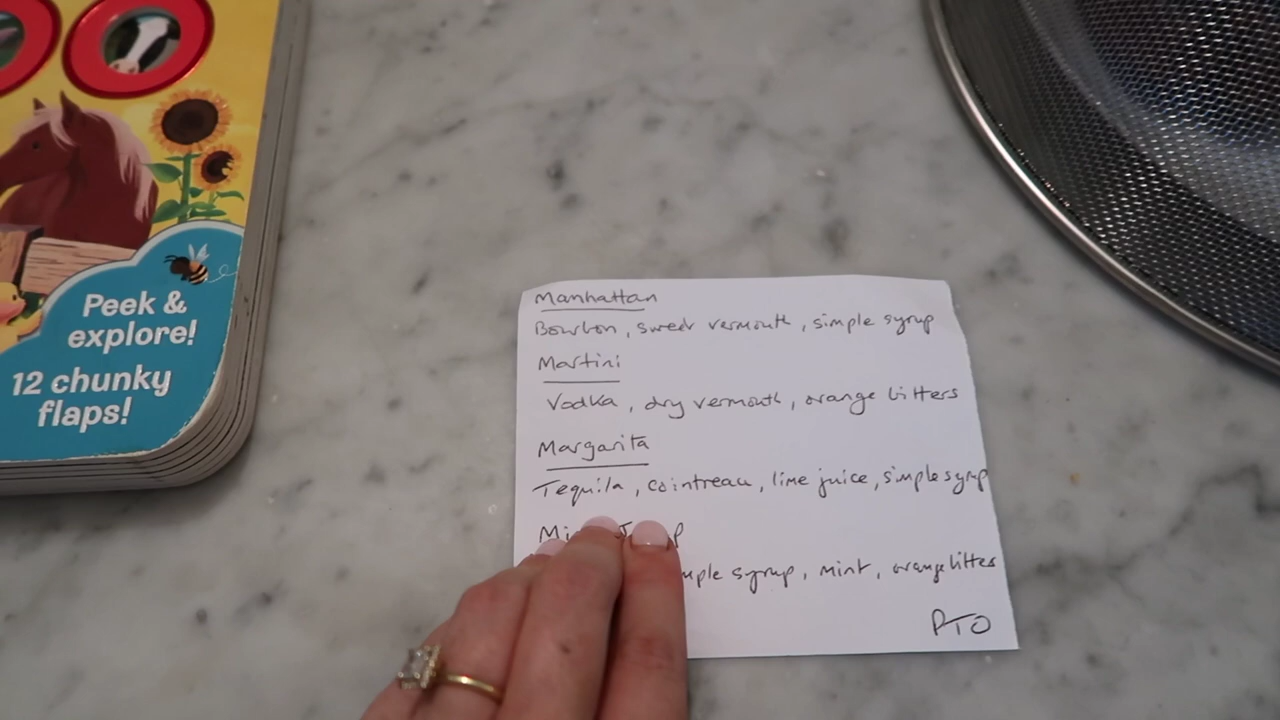 Peek &
explore!
12 chunky
flaps!
Manhattan
Bourbon, sweet vermouth, simple syrup
Martini
Vodka, dry vermouth, orange bitters
Margarita
Tequila, cointreau, lime juice, simple syrup
syrup, mint, orange bitters
PTO